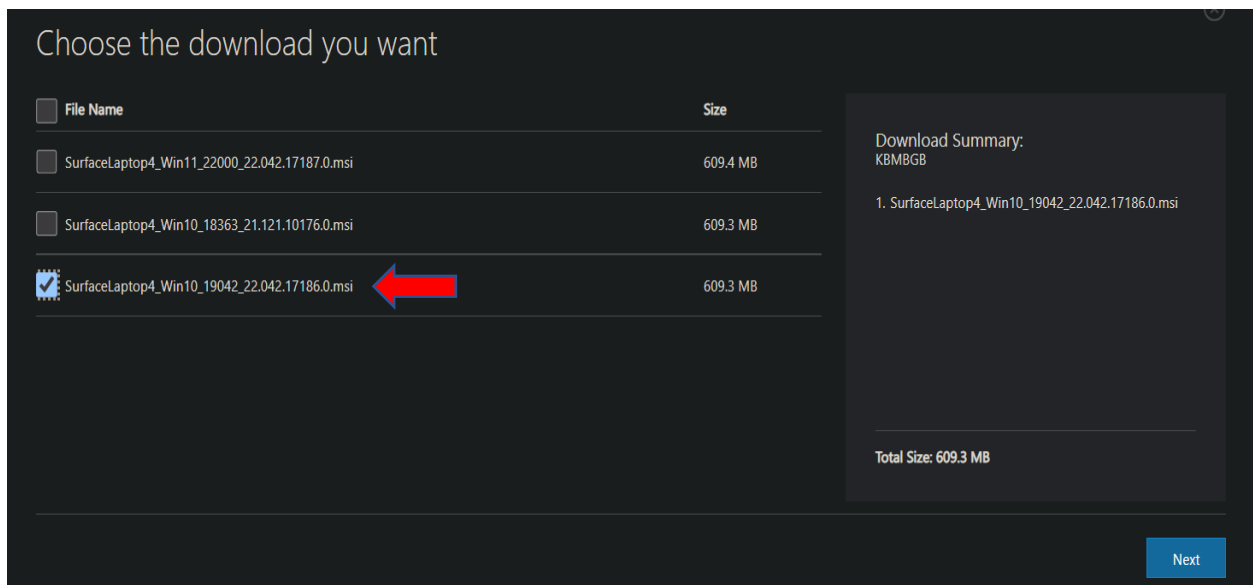 Choose the download you want
File Name Size
SurfaceLaptop4_Win11_22000_22.042.17187.0.msi 609.4 MB
SurfaceLaptop4_Win10_18363_21.121.10176.0.msi 609.3 MB
SurfaceLaptop4_Win10_19042_22.042.17186.0.msi 609.3 MB
Download Summary:
KBMBGB
1. SurfaceLaptop4_Win10_19042_22.042.17186.0.msi
Total Size: 609.3 MB
Next